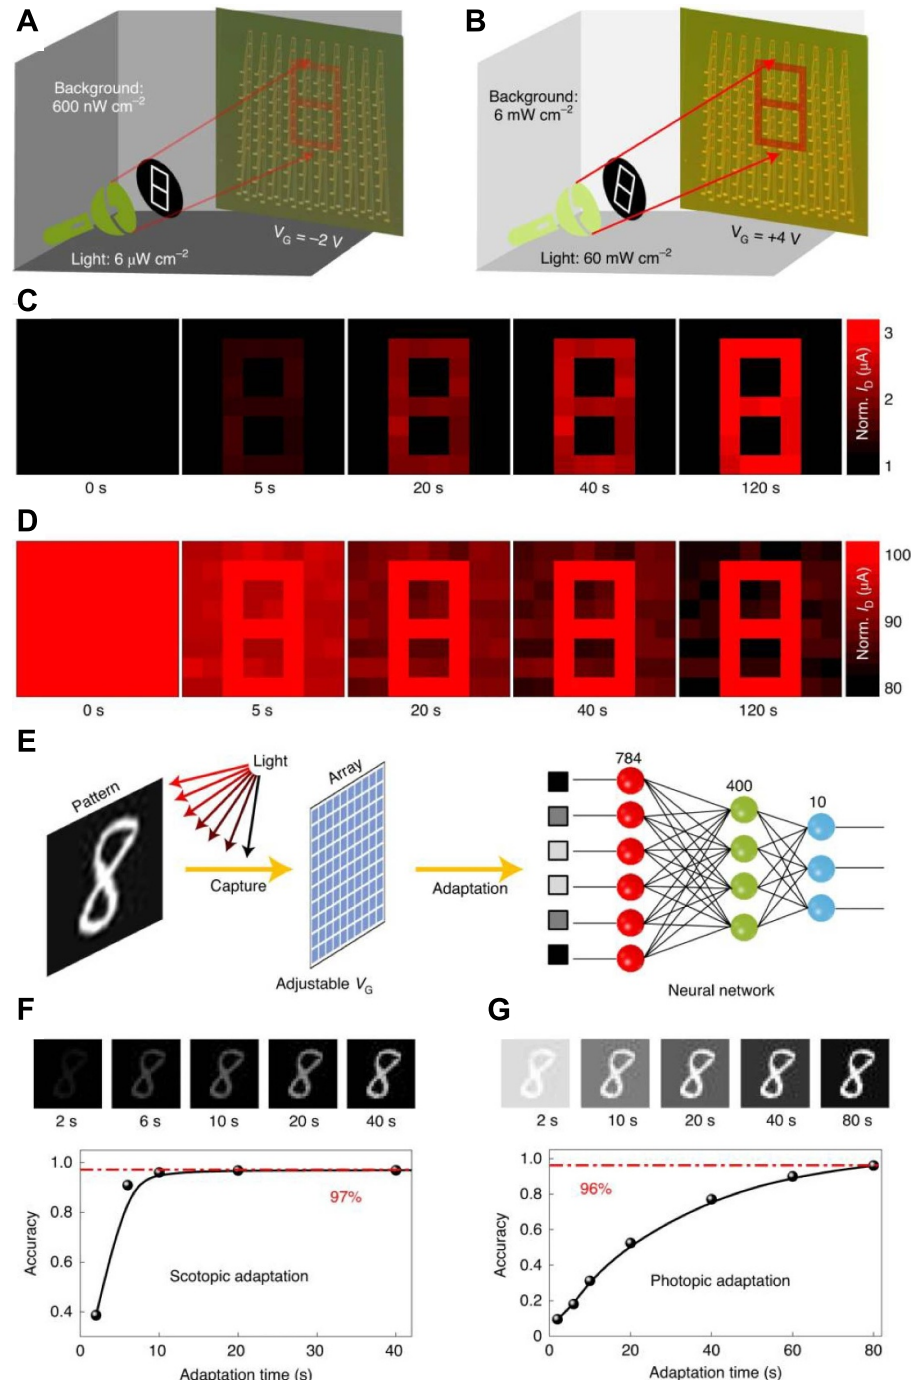 A
Background:
600 nW cm⁻²
V_G = –2 V
Light: 6 μW cm⁻²
B
Background:
6 mW cm⁻²
V_G = +4 V
Light: 60 mW cm⁻²
C
0 s
5 s
20 s
40 s
120 s
3
2
1
Norm. I_D (μA)
D
0 s
5 s
20 s
40 s
120 s
100
90
80
Norm. I_D (μA)
E
Pattern
Light
Capture
Array
Adjustable V_G
Adaptation
784
400
10
Neural network
F
2 s
6 s
10 s
20 s
40 s
1.0
0.8
0.6
0.4
Accuracy
97%
Scotopic adaptation
0
10
20
30
40
Adaptation time (s)
G
2 s
10 s
20 s
40 s
80 s
1.0
0.8
0.6
0.4
0.2
0
Accuracy
96%
Photopic adaptation
0
20
40
60
80
Adaptation time (s)